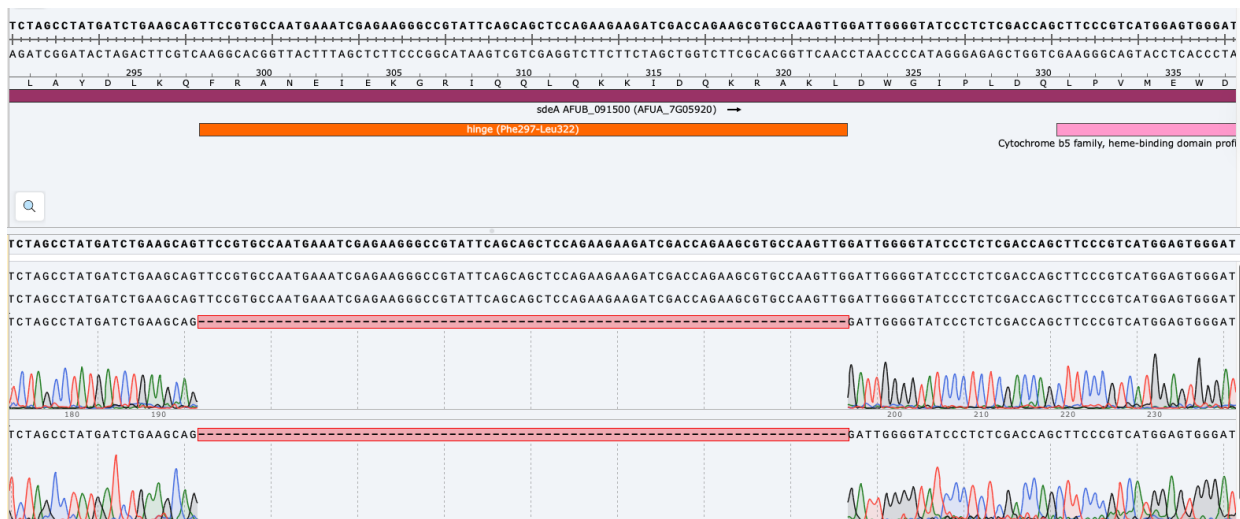 TCTAGCCTATGATCTGAAGCAGTTCCGTGCCAATGAAATCGAGAAGGGCCGTATTCAGCAGCTCCAGAAGAAGATCGACCAGAAGCGTGCCAAGTTGGATTGGGGTATCCCTCTCGACCAGCTTCCCGTCATGGAGTGGGAT
AGATCGGATACTAGACTTCGTCAAGGCACGGTTACTTTAGCTCTTCCCGGCATAAGTCGTCGAGGTCTTCTTCTAGCTGGTCTTCGCACGGTTCAACCTAACCCCATAGGGAGAGCTGGTCGAAGGGCAGTACCTCACCCTA
295 300 305 310 315 320 325 330 335
L A Y D L K Q F R A N E I E K G R I Q Q L Q K K I D Q K R A K L D W G I P L D Q L P V M E W D
sdeA AFUB_091500 (AFUA_7G05920) →
hinge (Phe297-Leu322)
Cytochrome b5 family, heme-binding domain profi
TCTAGCCTATGATCTGAAGCAGTTCCGTGCCAATGAAATCGAGAAGGGCCGTATTCAGCAGCTCCAGAAGAAGATCGACCAGAAGCGTGCCAAGTTGGATTGGGGTATCCCTCTCGACCAGCTTCCCGTCATGGAGTGGGAT
TCTAGCCTATGATCTGAAGCAGTTCCGTGCCAATGAAATCGAGAAGGGCCGTATTCAGCAGCTCCAGAAGAAGATCGACCAGAAGCGTGCCAAGTTGGATTGGGGTATCCCTCTCGACCAGCTTCCCGTCATGGAGTGGGAT
TCTAGCCTATGATCTGAAGCAGTTCCGTGCCAATGAAATCGAGAAGGGCCGTATTCAGCAGCTCCAGAAGAAGATCGACCAGAAGCGTGCCAAGTTGGATTGGGGTATCCCTCTCGACCAGCTTCCCGTCATGGAGTGGGAT
TCTAGCCTATGATCTGAAGCAG---------------------------------------------------------------------------GATTGGGGTATCCCTCTCGACCAGCTTCCCGTCATGGAGTGGGAT
180 190 200 210 220 230
TCTAGCCTATGATCTGAAGCAG---------------------------------------------------------------------------GATTGGGGTATCCCTCTCGACCAGCTTCCCGTCATGGAGTGGGAT